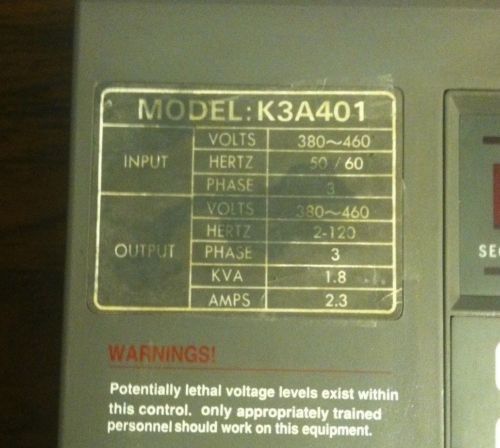 MODEL: K3A401
INPUT
VOLTS 380~460
HERTZ 50 / 60
PHASE 3
OUTPUT
VOLTS 380~460
HERTZ 2-120
PHASE 3
KVA 1.8
AMPS 2.3
WARNINGS!
Potentially lethal voltage levels exist within
this control. only appropriately trained
personnel should work on this equipment.